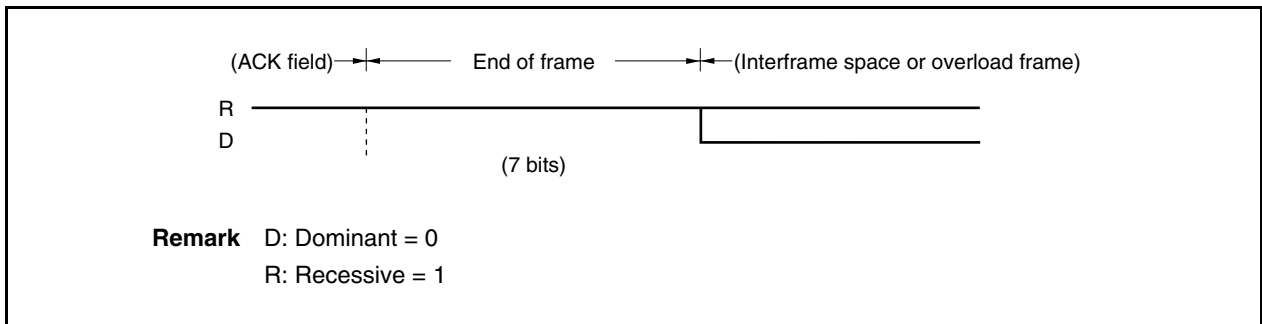 (ACK field) End of frame (Interframe space or overload frame)
R
D
(7 bits)
Remark D: Dominant = 0
R: Recessive = 1